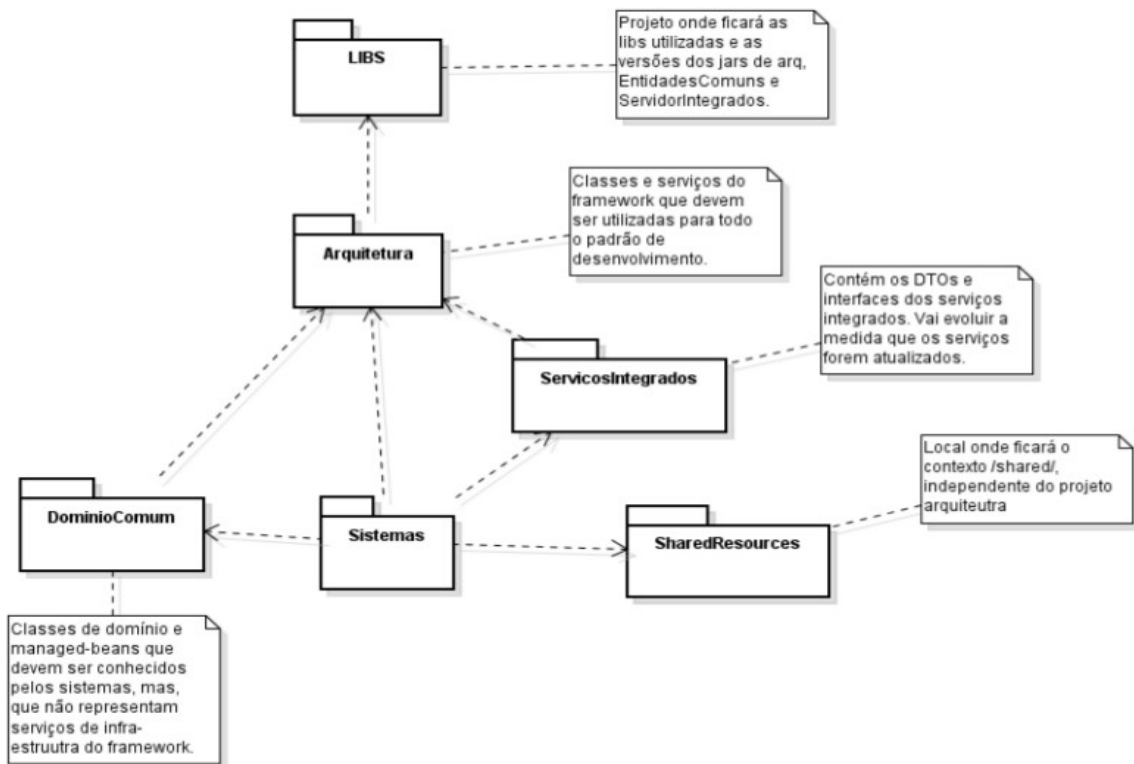 LIBS
Projeto onde ficará as
libs utilizadas e as
versões dos jars de arq,
EntidadesComuns e
ServidorIntegrados.
Arquitetura
Classes e serviços do
framework que devem
ser utilizadas para todo
o padrão de
desenvolvimento.
ServicosIntegrados
Contém os DTOs e
interfaces dos serviços
integrados. Vai evoluir a
medida que os serviços
forem atualizados.
DominioComum
Sistemas
SharedResources
Local onde ficará o
contexto /shared/,
independente do projeto
arquiteutra
Classes de domínio e
managed-beans que
devem ser conhecidos
pelos sistemas, mas,
que não representam
serviços de infra-
estruutra do framework.